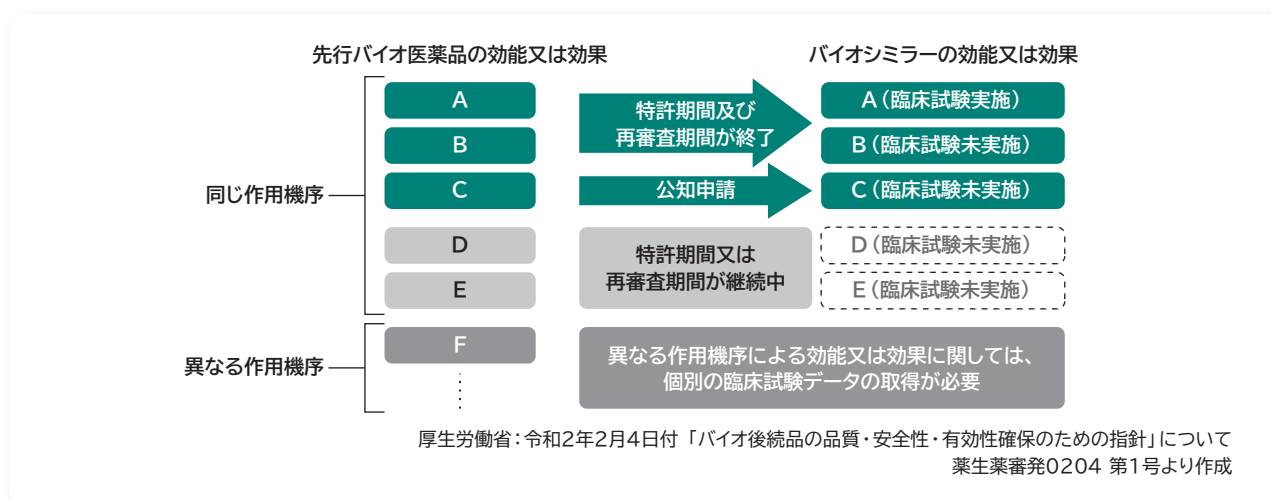 先行バイオ医薬品の効能又は効果
バイオシミラーの効能又は効果
同じ作用機序
A
B
C
D
E
特許期間及び
再審査期間が終了
公知申請
特許期間又は
再審査期間が継続中
A（臨床試験実施）
B（臨床試験未実施）
C（臨床試験未実施）
D（臨床試験未実施）
E（臨床試験未実施）
異なる作用機序
F
異なる作用機序による効能又は効果に関しては、
個別の臨床試験データの取得が必要
厚生労働省：令和2年2月4日付「バイオ後続品の品質・安全性・有効性確保のための指針」について
薬生薬審発0204 第1号より作成